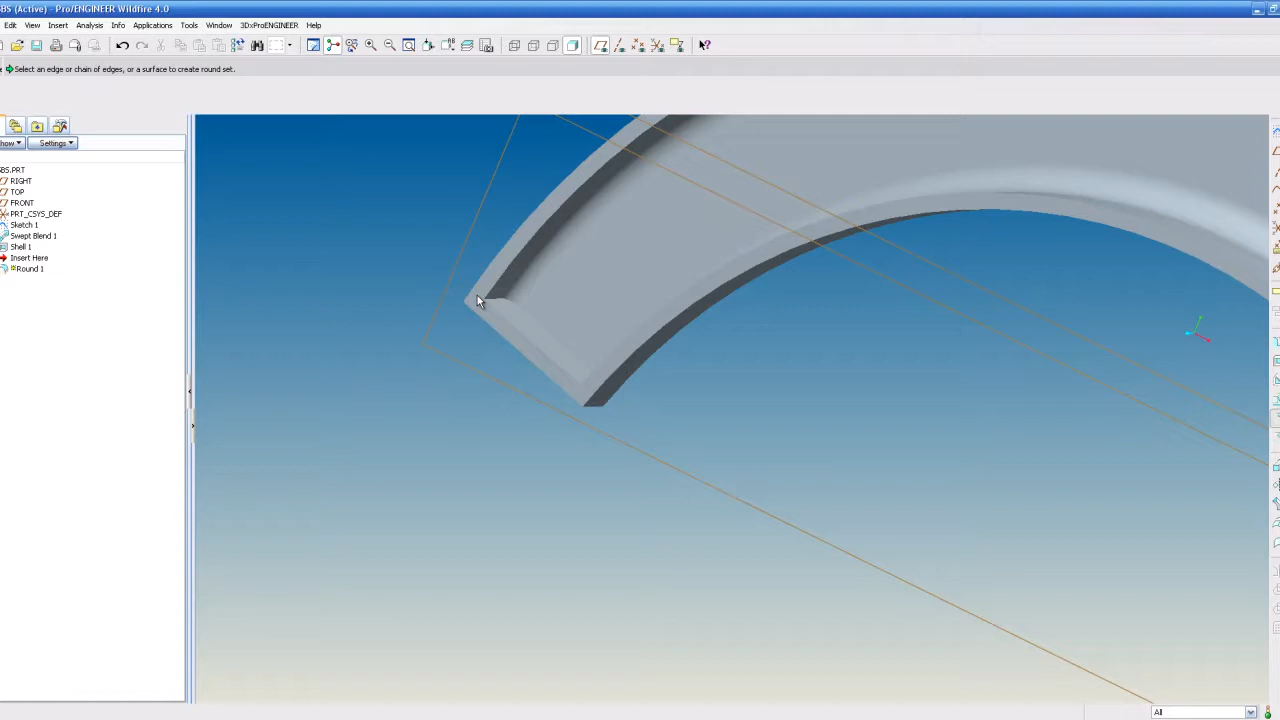 BS (Active) - Pro/ENGINEER Wildfire 4.0
Edit View Insert Analysis Info Applications Tools Window 3DxProENGINEER Help
Select an edge or chain of edges, or a surface to create round set.
how Settings
BS.PRT
RIGHT
TOP
FRONT
PRT_CSYS_DEF
Sketch 1
Swept Blend 1
Shell 1
Insert Here
Round 1
All